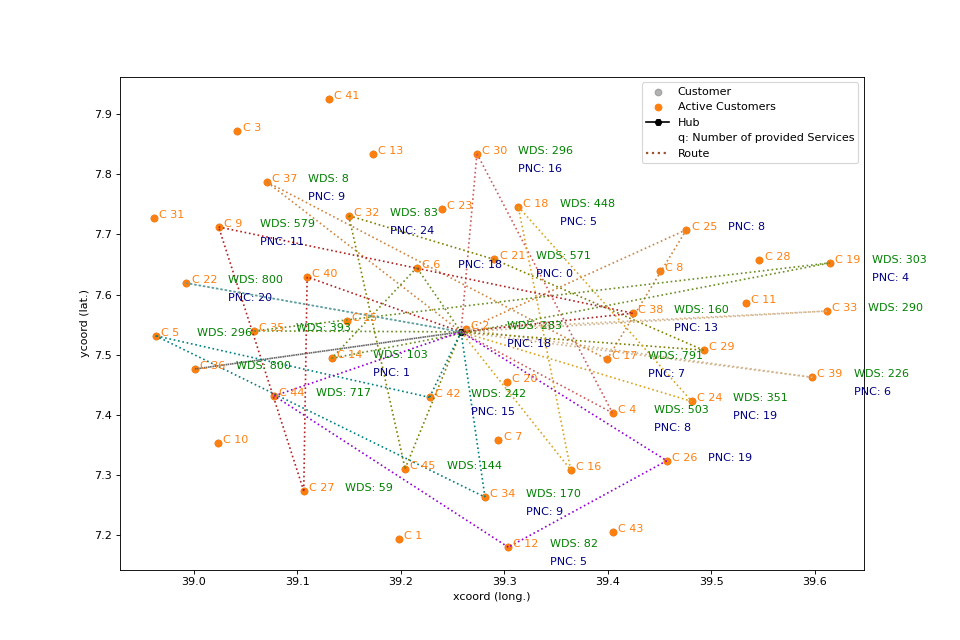 C 41
C 3
C 13
C 30 WDS: 296
PNC: 16
C 37 WDS: 8
PNC: 9
C 31
C 9 WDS: 579
PNC: 11
C 32 WDS: 83
PNC: 24
C 23
C 18 WDS: 448
PNC: 5
C 25 PNC: 8
C 6 PNC: 18
C 21 WDS: 571
PNC: 0
C 8
C 28
C 19 WDS: 303
PNC: 4
C 22 WDS: 800
PNC: 20
C 40
C 11
C 33 WDS: 290
C 38 WDS: 160
PNC: 13
C 5 WDS: 296
C 35 WDS: 393
C 2 WDS: 283
PNC: 18
C 29
C 36 WDS: 800
C 14 WDS: 103
PNC: 1
C 17 WDS: 791
PNC: 7
C 39 WDS: 226
PNC: 6
C 20
C 44 WDS: 717
C 42 WDS: 242
PNC: 15
C 4 WDS: 503
PNC: 8
C 24 WDS: 351
PNC: 19
C 10
C 7
C 45 WDS: 144
C 16
C 26 PNC: 19
C 27 WDS: 59
C 34 WDS: 170
PNC: 9
C 1
C 12 WDS: 82
PNC: 5
C 43
Customer
Active Customers
Hub
q: Number of provided Services
Route
7.9
7.8
7.7
7.6
7.5
7.4
7.3
7.2
ycoord (lat.)
39.0 39.1 39.2 39.3 39.4 39.5 39.6
xcoord (long.)